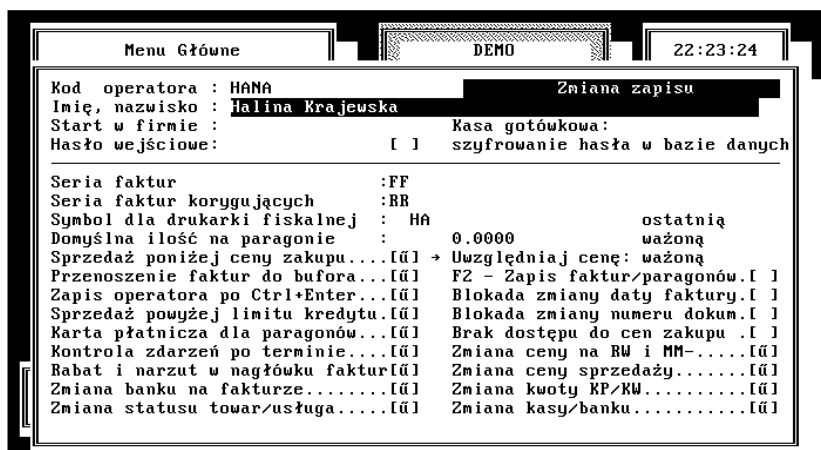 Menu Główne DEMO 22:23:24
Kod operatora : HANA Zmiana zapisu
Imię, nazwisko : Halina Krajewska
Start w firmie : Kasa gotówkowa:
Hasło wejściowe: [ ] szyfrowanie hasła w bazie danych
Seria faktur :FF
Seria faktur korygujących :RR
Symbol dla drukarki fiskalnej : HA ostatnią
Domyślna ilość na paragonie : 0.0000 ważoną
Sprzedaż poniżej ceny zakupu....[ű] → Uwzględniaj cenę: ważoną
Przenoszenie faktur do bufora...[ű] F2 - Zapis faktur/paragonów.[ ]
Zapis operatora po Ctrl+Enter...[ű] Blokada zmiany daty faktury.[ ]
Sprzedaż powyżej limitu kredytu.[ű] Blokada zmiany numeru dokum.[ ]
Karta płatnicza dla paragonów...[ű] Brak dostępu do cen zakupu .[ ]
Kontrola zdarzeń po terminie....[ű] Zmiana ceny na RW i MM-.....[ű]
Rabat i narzut w nagłówku faktur[ű] Zmiana ceny sprzedaży.......[ű]
Zmiana banku na fakturze........[ű] Zmiana kwoty KP/KW..........[ű]
Zmiana statusu towar/usługa.....[ű] Zmiana kasy/banku...........[ű]